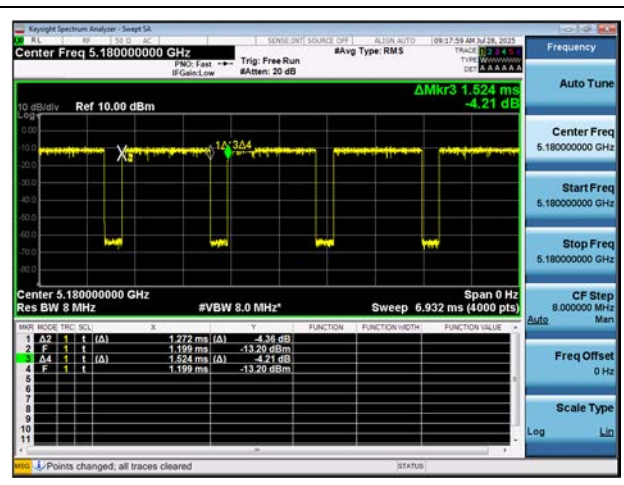 Keysight Spectrum Analyzer - Swept SA
RL RF 50 Ω AC SENSE:INT SOURCE OFF ALIGN AUTO 09:17:59 AM Jul 28, 2025
Center Freq 5.180000000 GHz
PNO: Fast
IFGain:Low
Trig: Free Run
#Atten: 20 dB
#Avg Type: RMS
TRACE 1 2 3 4 5 6
TYPE
DET A A A A A A
ΔMkr3 1.524 ms
-4.21 dB
10 dB/div Ref 10.00 dBm
Log
0.00
-10.0
-20.0
-30.0
-40.0
-50.0
-60.0
-70.0
-80.0
3Δ4
Center 5.180000000 GHz Span 0 Hz
Res BW 8 MHz #VBW 8.0 MHz* Sweep 6.932 ms (4000 pts)
MKR MODE TRC SCL X Y FUNCTION FUNCTION WIDTH FUNCTION VALUE
1 Δ2 1 t (Δ) 1.272 ms (Δ) -4.36 dB
2 F 1 t 1.199 ms -13.20 dBm
3 Δ4 1 t (Δ) 1.524 ms (Δ) -4.21 dB
4 F 1 t 1.199 ms -13.20 dBm
5
6
7
8
9
10
11
MSG Points changed; all traces cleared STATUS
Frequency
Auto Tune
Center Freq
5.180000000 GHz
Start Freq
5.180000000 GHz
Stop Freq
5.180000000 GHz
CF Step
8.000000 MHz
Auto Man
Freq Offset
0 Hz
Scale Type
Log Lin